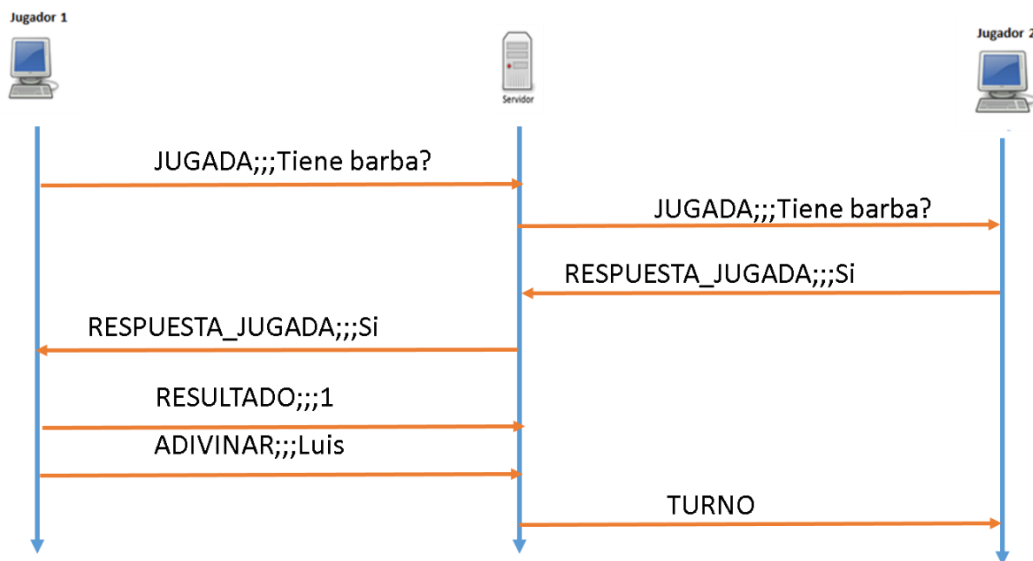 Jugador 1
Servidor
Jugador 2
JUGADA;;;Tiene barba?
JUGADA;;;Tiene barba?
RESPUESTA_JUGADA;;;Si
RESPUESTA_JUGADA;;;Si
RESULTADO;;;1
ADIVINAR;;;Luis
TURNO